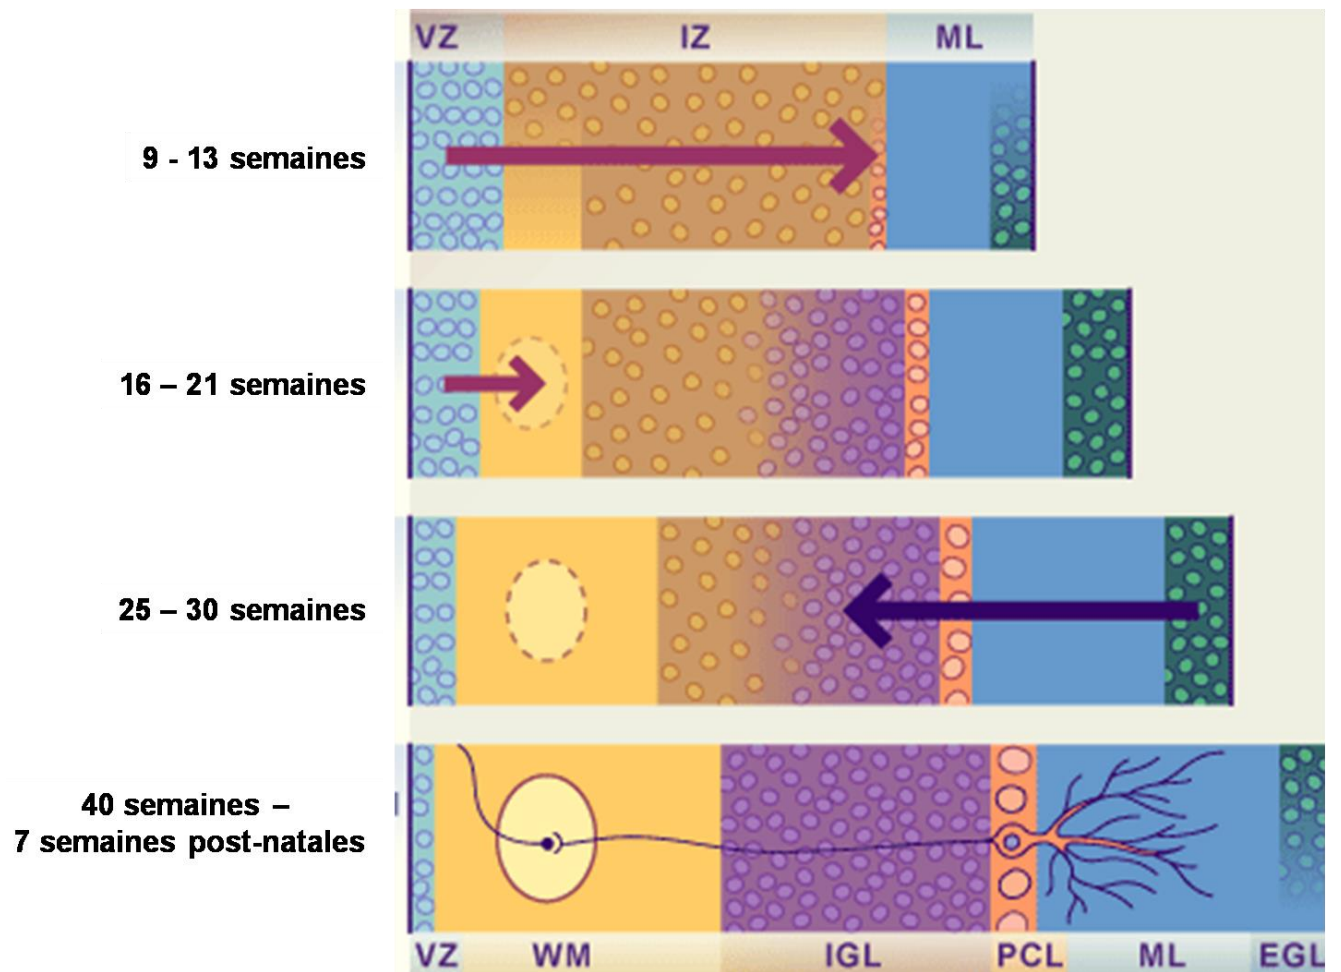 VZ IZ ML
9 - 13 semaines
16 – 21 semaines
25 – 30 semaines
40 semaines –
7 semaines post-natales
VZ WM IGL PCL ML EGL